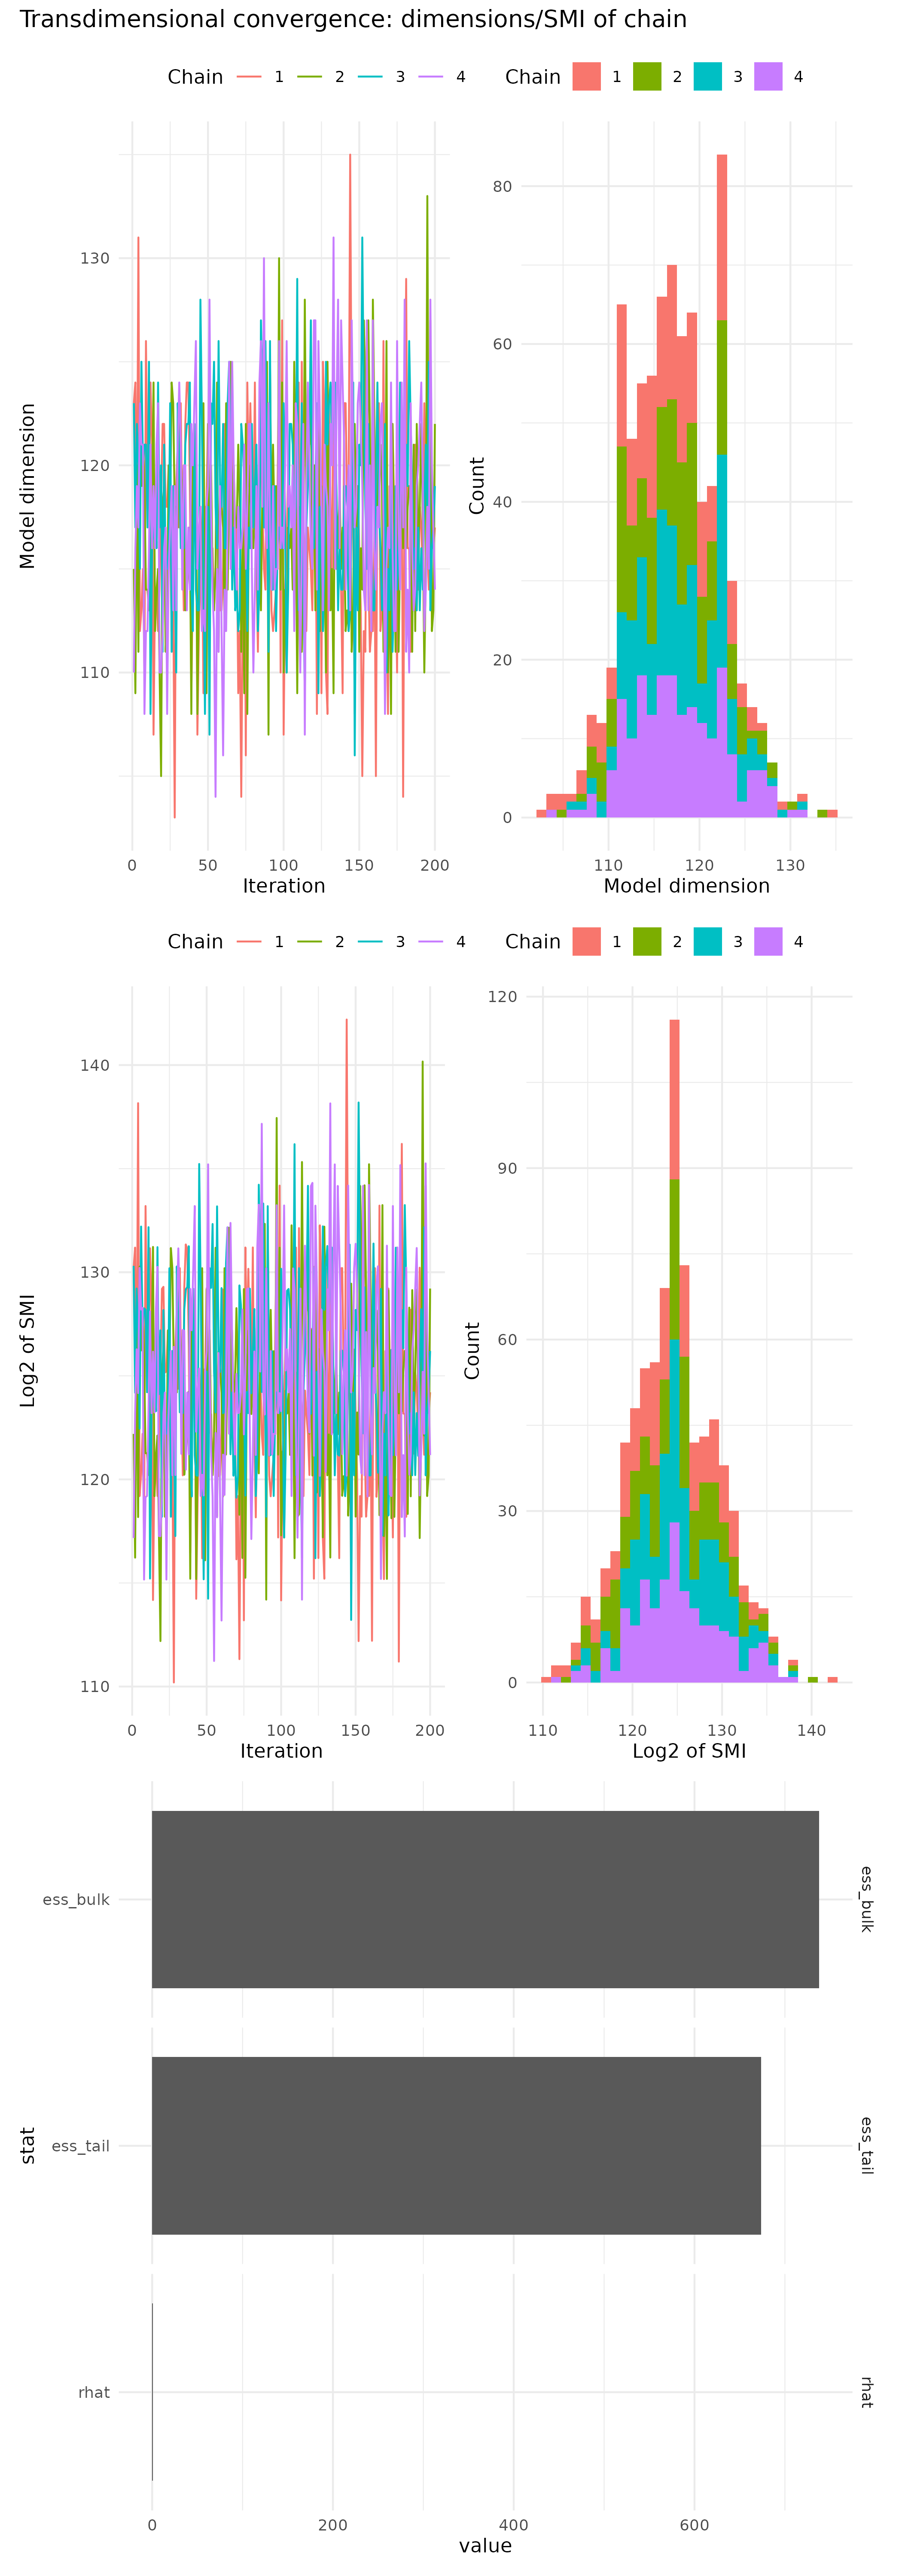 Transdimensional convergence: dimensions/SMI of chain
Chain 1 2 3 4
Chain 1 2 3 4
Model dimension
130
120
110
0 50 100 150 200
Iteration
Count
80
60
40
20
0
110 120 130
Model dimension
Chain 1 2 3 4
Chain 1 2 3 4
Log2 of SMI
140
130
120
110
0 50 100 150 200
Iteration
Count
120
90
60
30
0
110 120 130 140
Log2 of SMI
stat
ess_bulk
ess_bulk
ess_tail
ess_tail
rhat
rhat
0 200 400 600
value